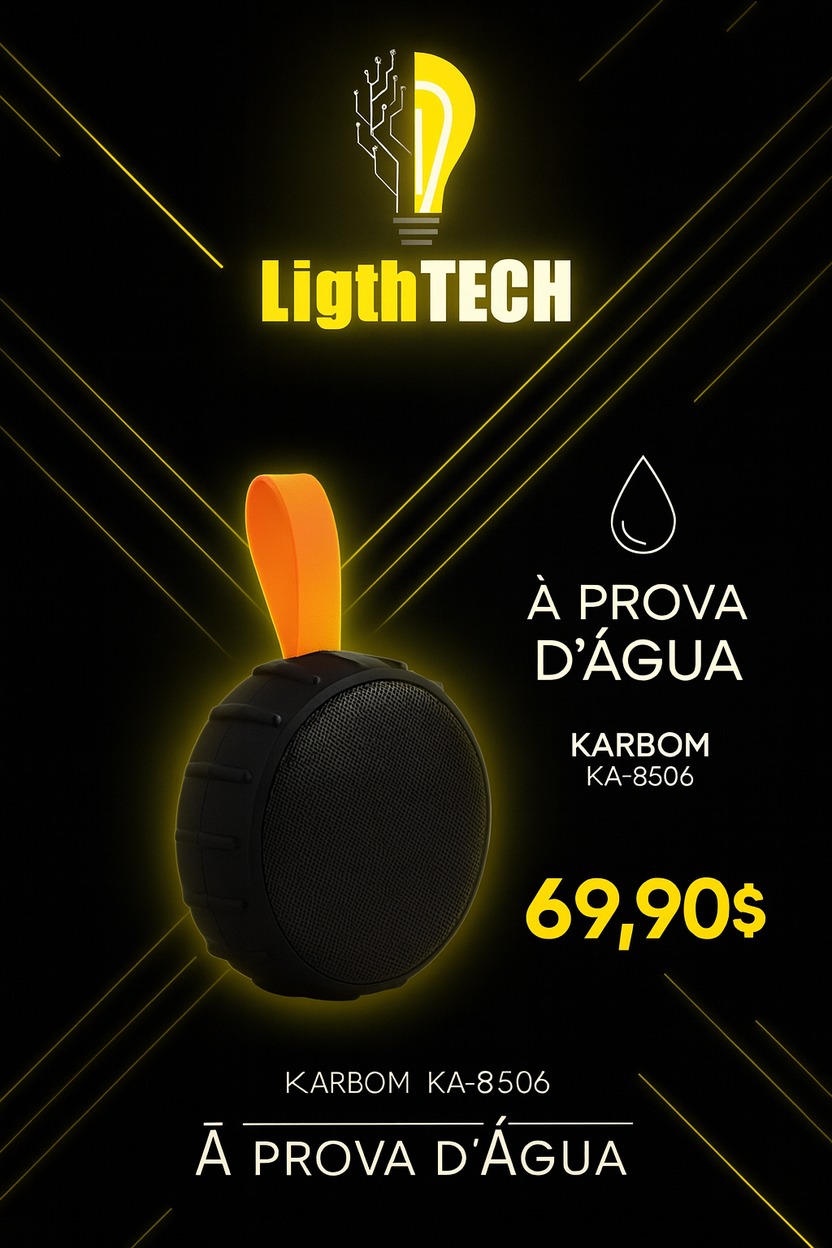 LigthTECH
À PROVA
D’ÁGUA
KARBOM
KA-8506
69,90$
KARBOM KA-8506
Ā PROVA D'ÁGUA